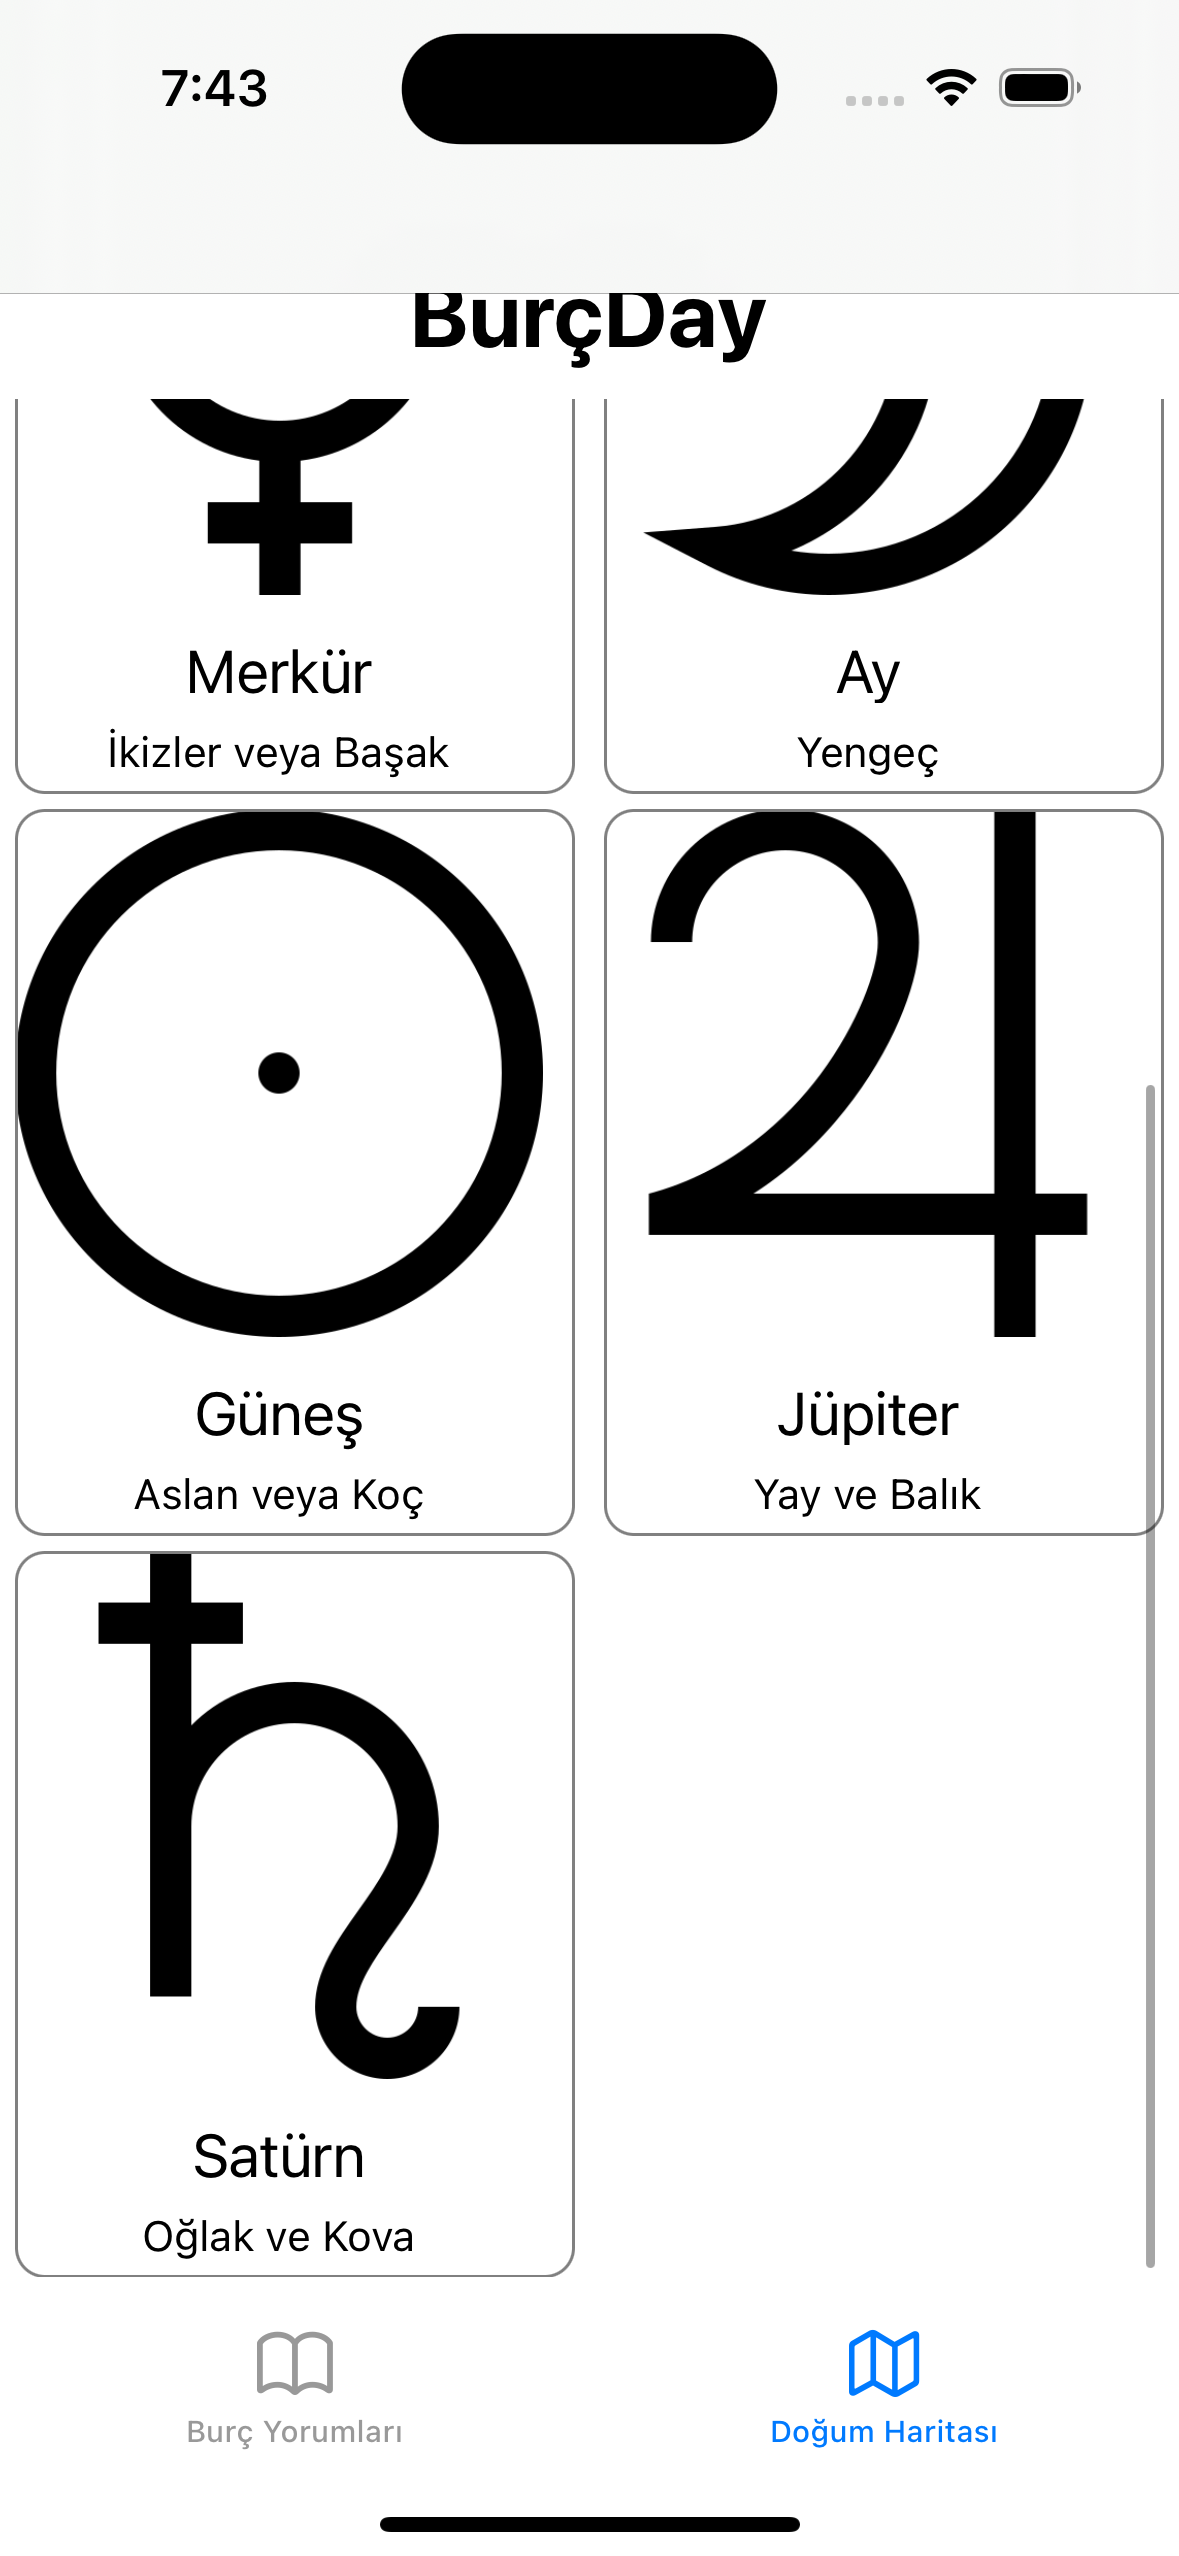 7:43
BurçDay
Merkür
İkizler veya Başak
Ay
Yengeç
Güneş
Aslan veya Koç
Jüpiter
Yay ve Balık
Satürn
Oğlak ve Kova
Burç Yorumları
Doğum Haritası